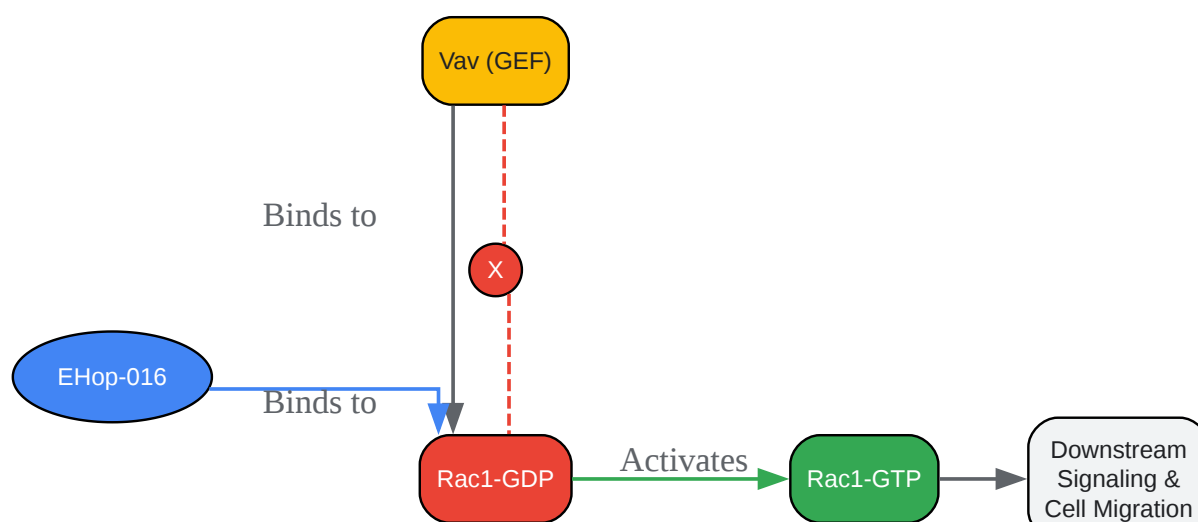 Vav (GEF)
Binds to
X
EHop-016
Binds to
Rac1-GDP
Activates
Rac1-GTP
Downstream
Signaling &
Cell Migration